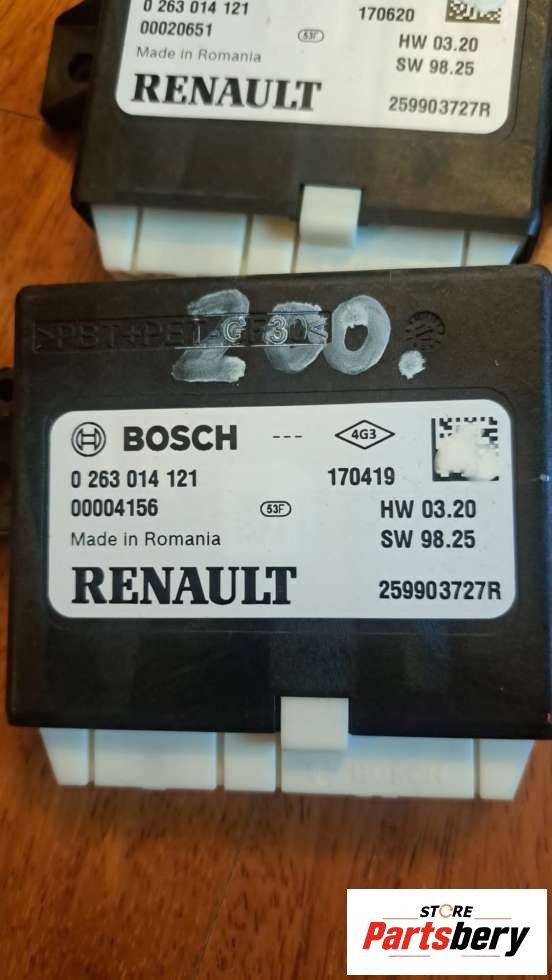 0 263 014 121 170620
00020651 53F HW 03.20
Made in Romania SW 98.25
RENAULT 259903727R
200.
BOSCH --- 4G3
0 263 014 121 170419
00004156 53F HW 03.20
Made in Romania SW 98.25
RENAULT 259903727R
BOSCH
STORE
Partsbery